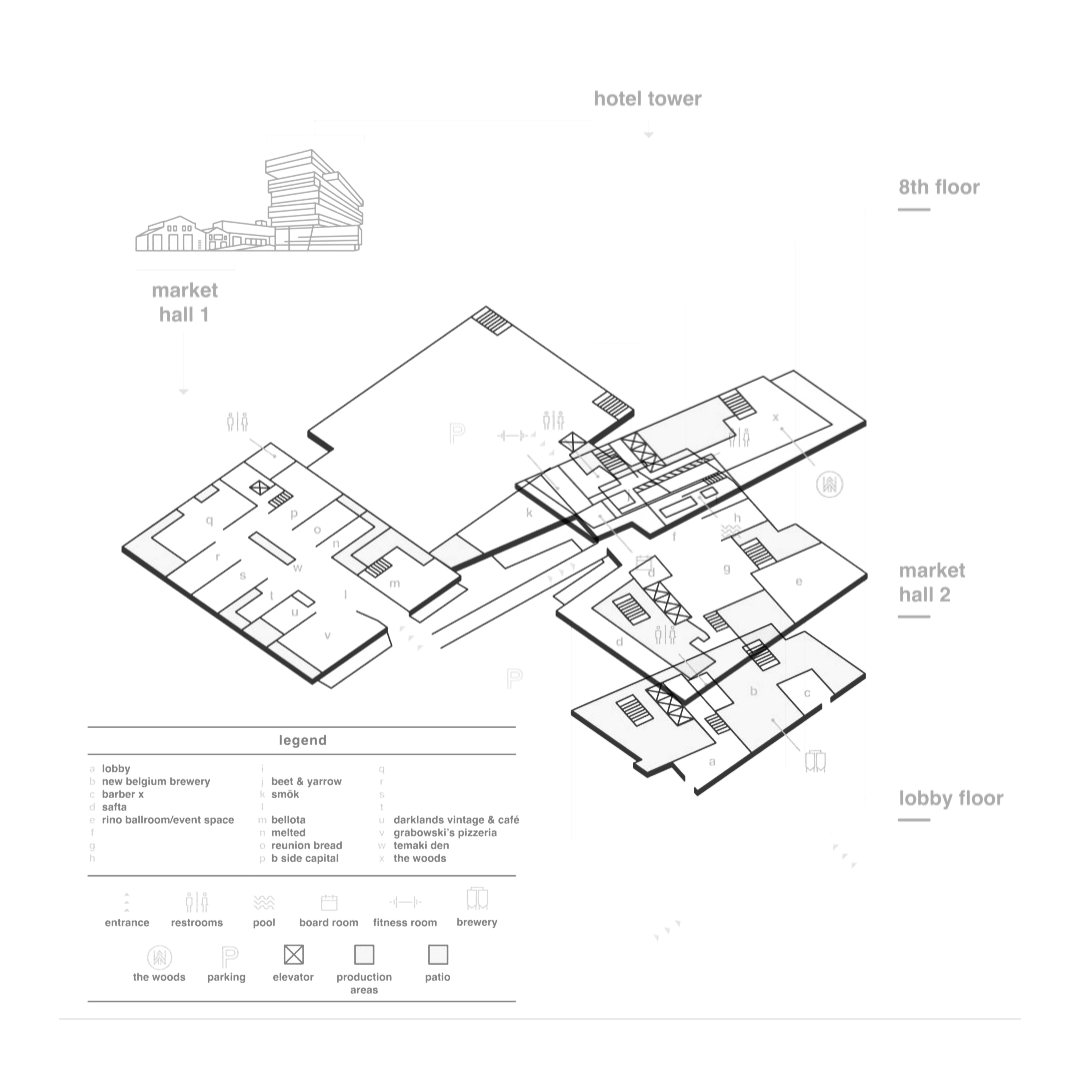 hotel tower
8th floor
market
hall 1
x
q
p
o
n
m
r
s
w
l
t
u
v
k
f
h
g
e
d
d
b
c
a
P
P
market
hall 2
lobby floor
legend
a lobby
b new belgium brewery
c barber x
d safta
e rino ballroom/event space
f
g
h
i
j beet & yarrow
k smök
l
m bellota
n melted
o reunion bread
p b side capital
q
r
s
t
u darklands vintage & café
v grabowski's pizzeria
w temaki den
x the woods
entrance restrooms pool board room fitness room brewery
P
the woods parking elevator production patio
areas